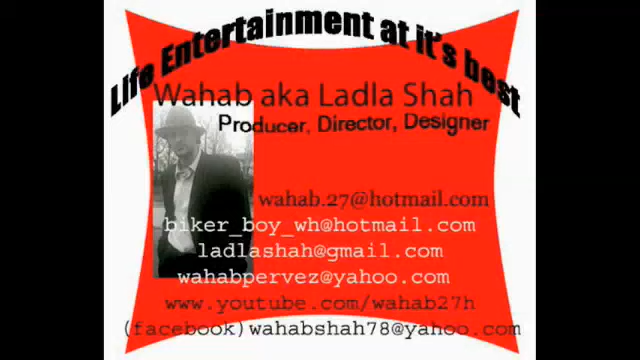 Life Entertainment at it's best
Wahab aka Ladla Shah
Producer, Director, Designer
wahab.27@hotmail.com
biker_boy_wh@hotmail.com
ladlashah@gmail.com
wahabpervez@yahoo.com
www.youtube.com/wahab27h
(facebook)wahabshah78@yahoo.com